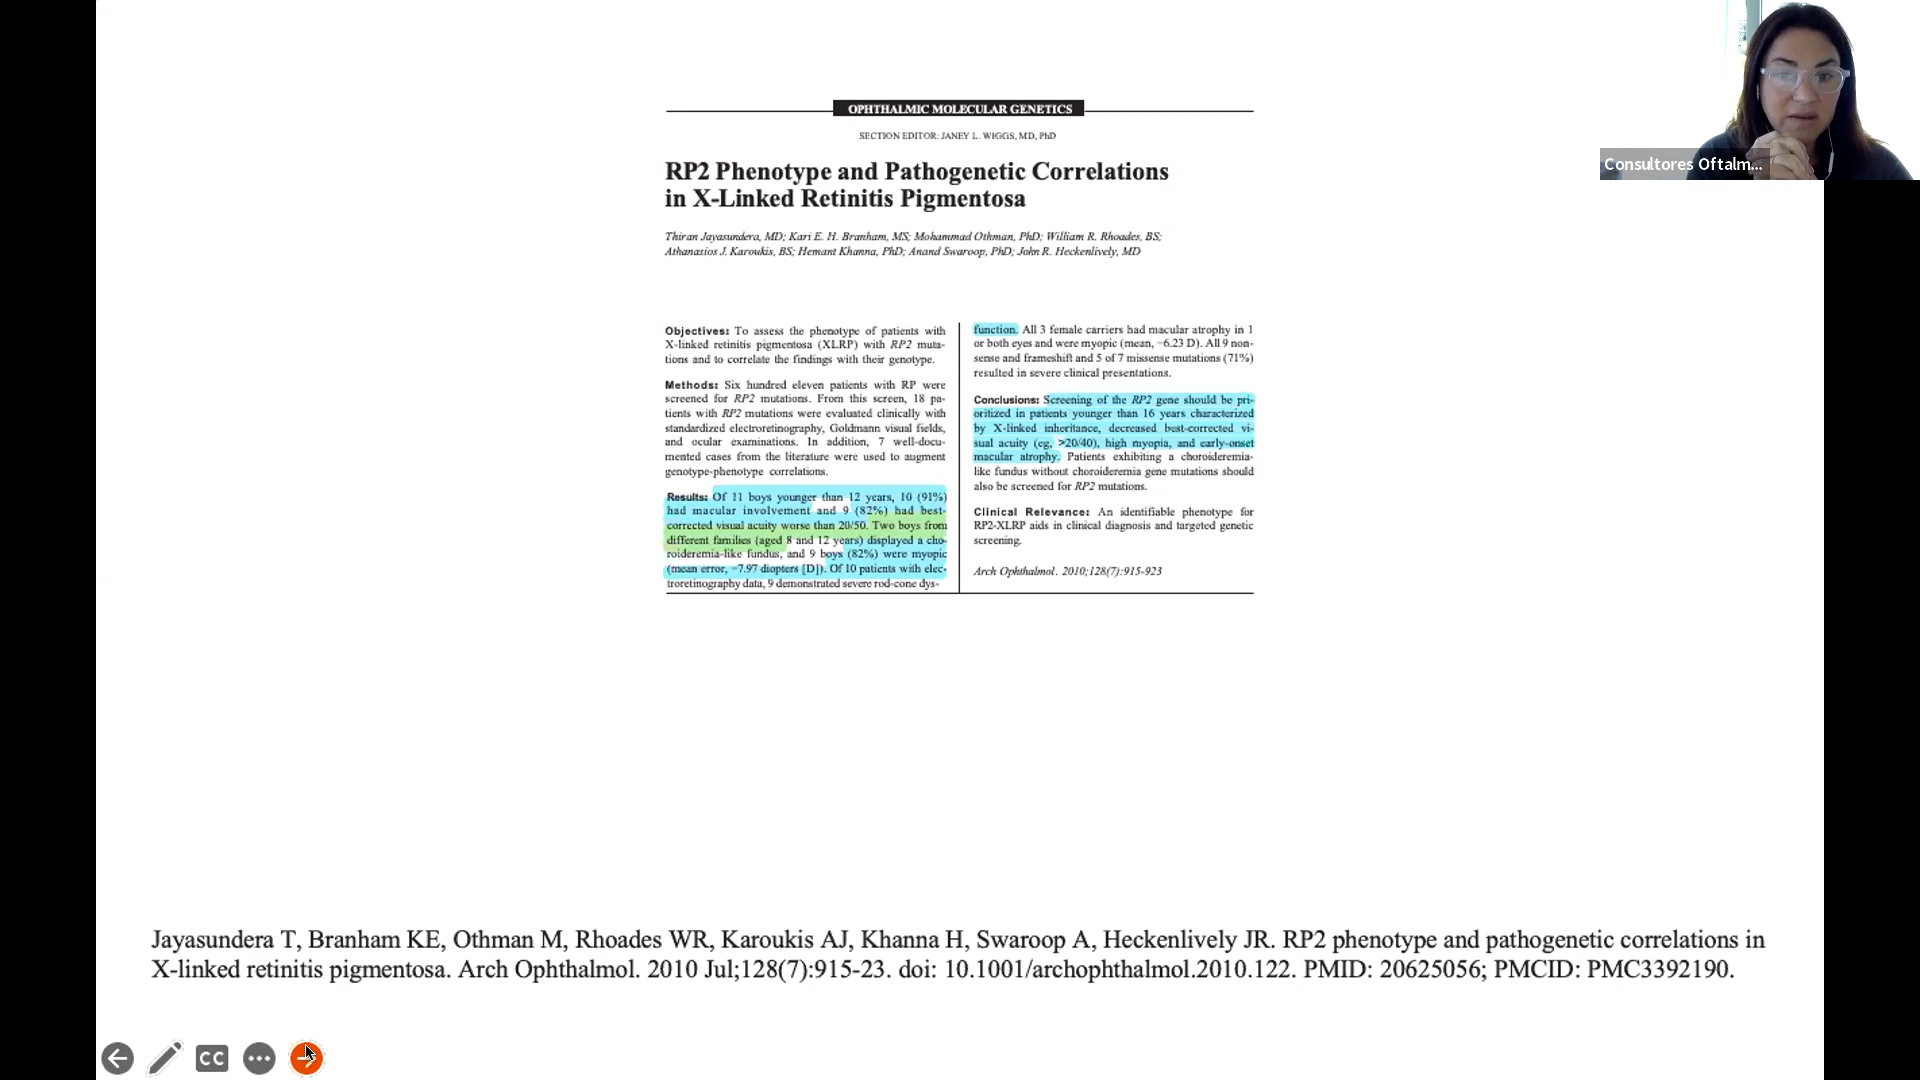 OPHTHALMIC MOLECULAR GENETICS
SECTION EDITOR: JANEY L. WIGGS, MD, PhD
RP2 Phenotype and Pathogenetic Correlations
in X-Linked Retinitis Pigmentosa
Thiran Jayasundera, MD; Kari E. H. Branham, MS; Mohammad Othman, PhD; William R. Rhoades, BS;
Athanasios J. Karoukis, BS; Hemant Khanna, PhD; Anand Swaroop, PhD; John R. Heckenlively, MD
Objectives: To assess the phenotype of patients with
X-linked retinitis pigmentosa (XLRP) with RP2 muta-
tions and to correlate the findings with their genotype.
Methods: Six hundred eleven patients with RP were
screened for RP2 mutations. From this screen, 18 pa-
tients with RP2 mutations were evaluated clinically with
standardized electroretinography, Goldmann visual fields,
and ocular examinations. In addition, 7 well-docu-
mented cases from the literature were used to augment
genotype-phenotype correlations.
Results: Of 11 boys younger than 12 years, 10 (91%)
had macular involvement and 9 (82%) had best-
corrected visual acuity worse than 20/50. Two boys from
different families (aged 8 and 12 years) displayed a cho-
roideremia-like fundus, and 9 boys (82%) were myopic
(mean error, −7.97 diopters [D]). Of 10 patients with elec-
troretinography data, 9 demonstrated severe rod-cone dys-
function. All 3 female carriers had macular atrophy in 1
or both eyes and were myopic (mean, −6.23 D). All 9 non-
sense and frameshift and 5 of 7 missense mutations (71%)
resulted in severe clinical presentations.
Conclusions: Screening of the RP2 gene should be pri-
oritized in patients younger than 16 years characterized
by X-linked inheritance, decreased best-corrected vi-
sual acuity (eg, >20/40), high myopia, and early-onset
macular atrophy. Patients exhibiting a choroideremia-
like fundus without choroideremia gene mutations should
also be screened for RP2 mutations.
Clinical Relevance: An identifiable phenotype for
RP2-XLRP aids in clinical diagnosis and targeted genetic
screening.
Arch Ophthalmol. 2010;128(7):915-923
Consultores Oftalm...
Jayasundera T, Branham KE, Othman M, Rhoades WR, Karoukis AJ, Khanna H, Swaroop A, Heckenlively JR. RP2 phenotype and pathogenetic correlations in
X-linked retinitis pigmentosa. Arch Ophthalmol. 2010 Jul;128(7):915-23. doi: 10.1001/archophthalmol.2010.122. PMID: 20625056; PMCID: PMC3392190.
CC